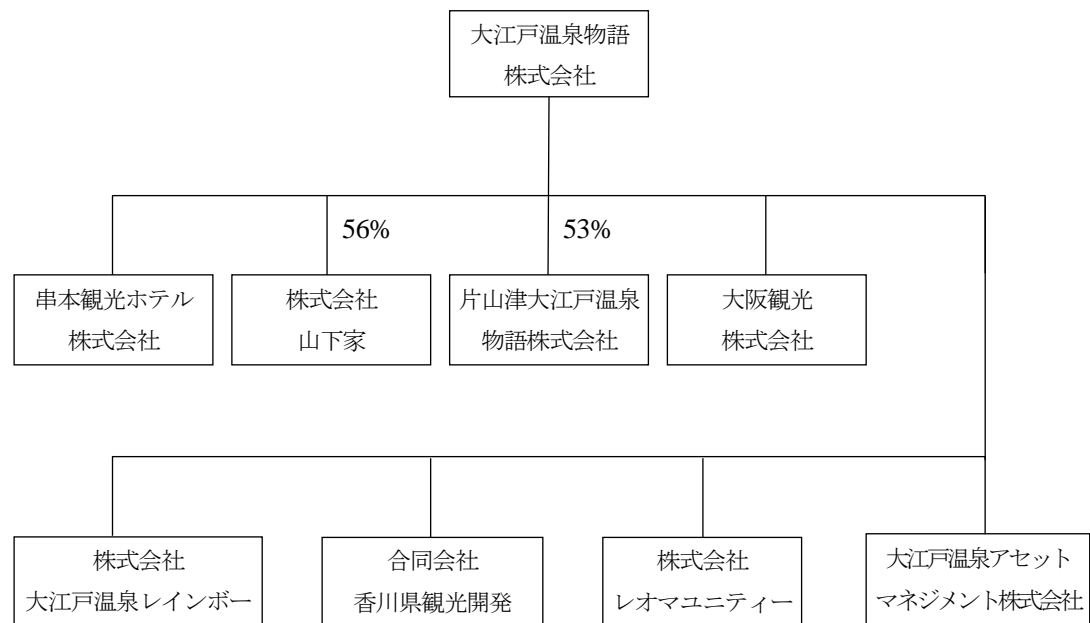 大江戸温泉物語
株式会社
56%
53%
串本観光ホテル
株式会社
株式会社
山下家
片山津大江戸温泉
物語株式会社
大阪観光
株式会社
株式会社
大江戸温泉レインボー
合同会社
香川県観光開発
株式会社
レオマユニティー
大江戸温泉アセット
マネジメント株式会社